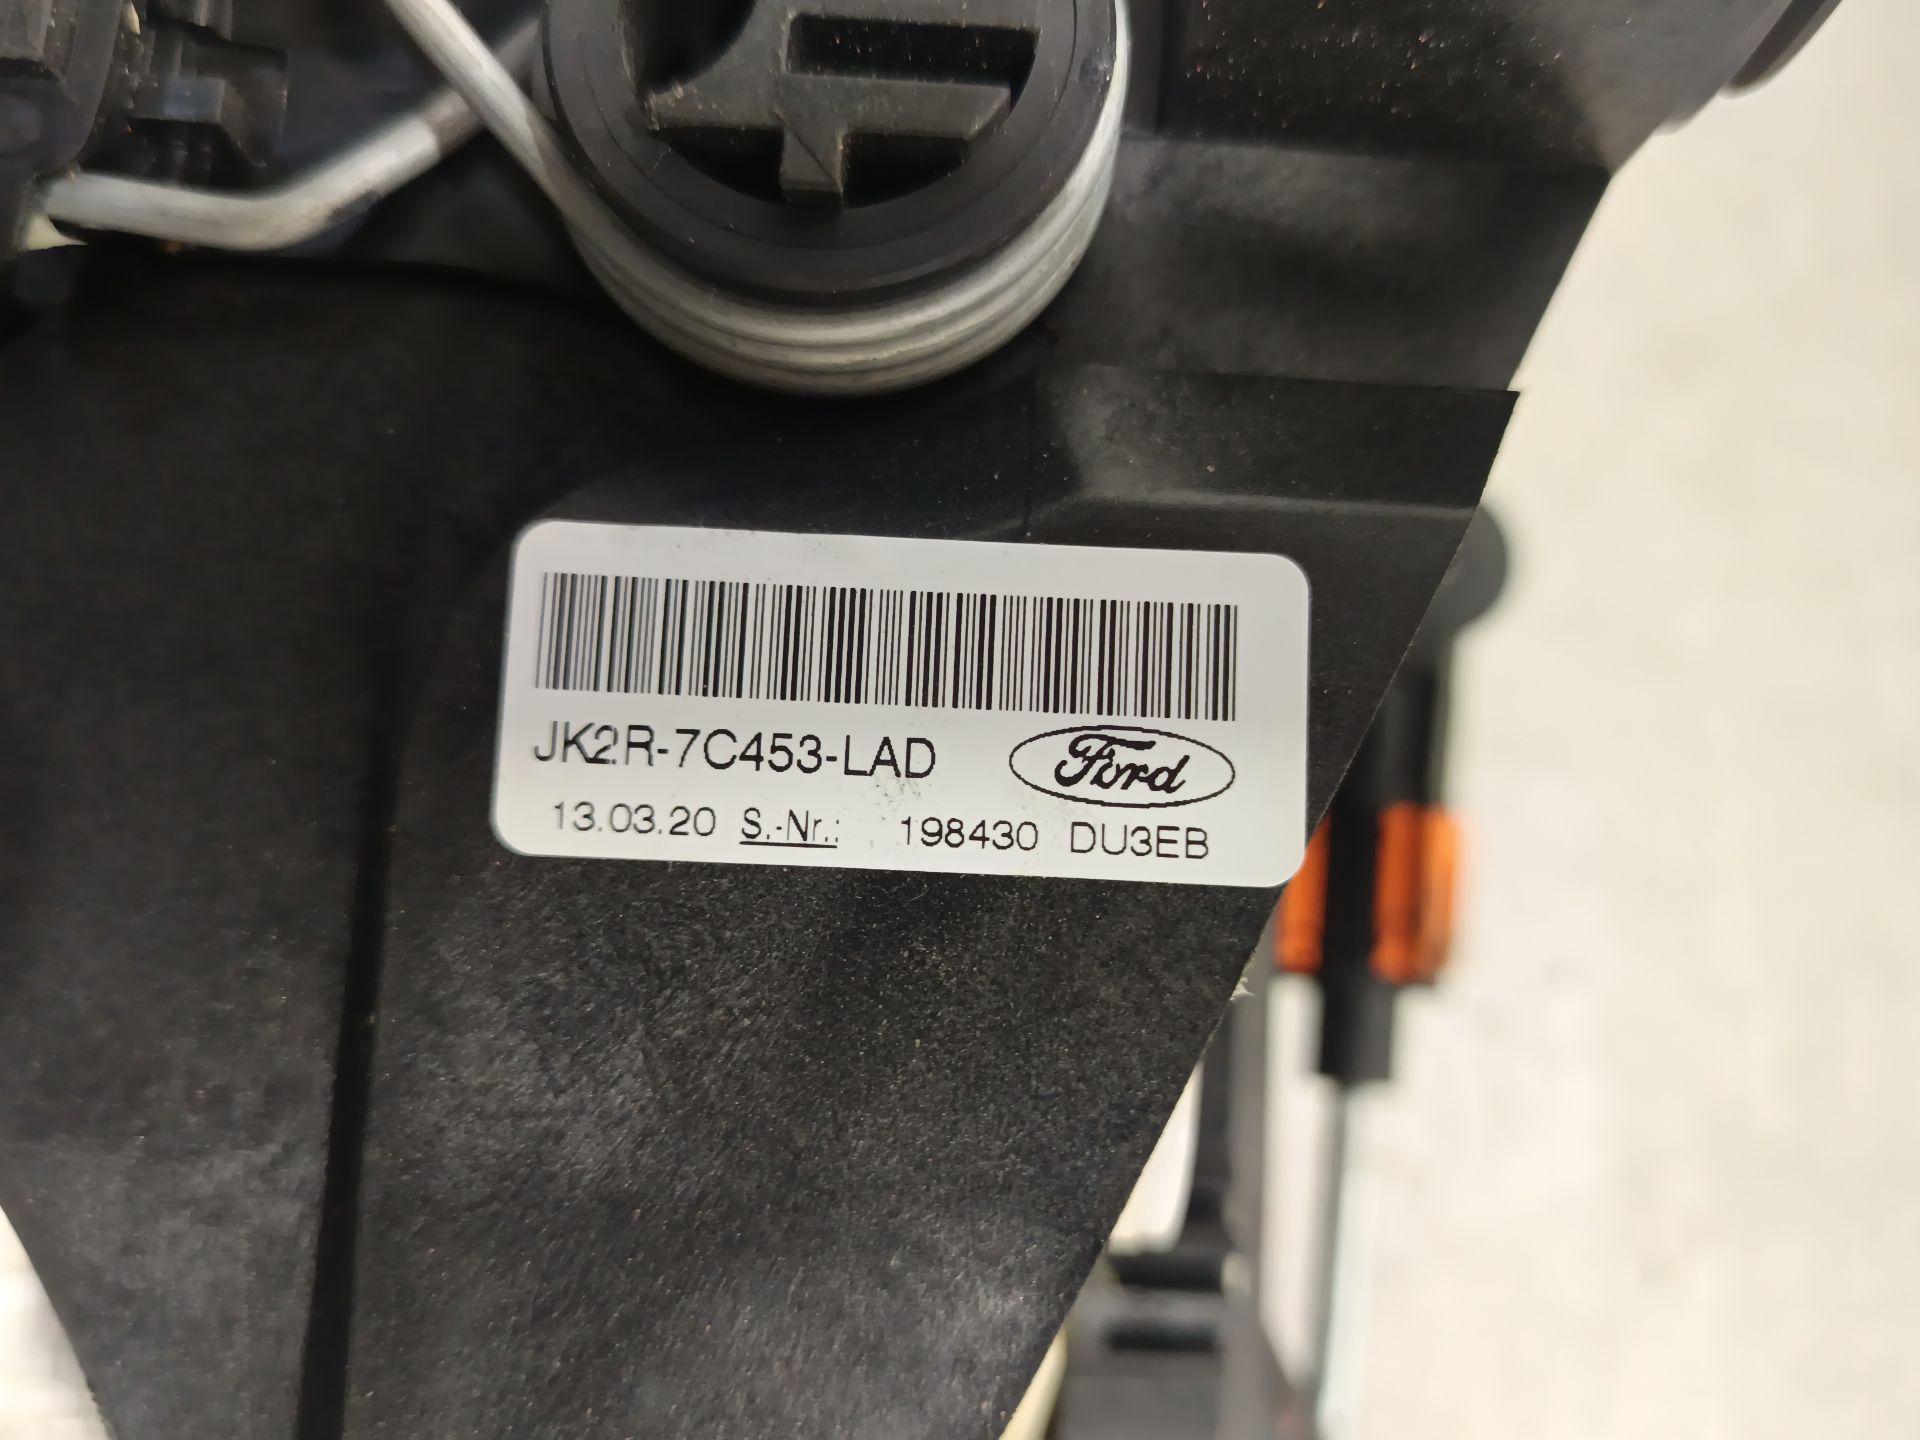 JK2R-7C453-LAD Ford
13.03.20 S.-Nr.: 198430 DU3EB